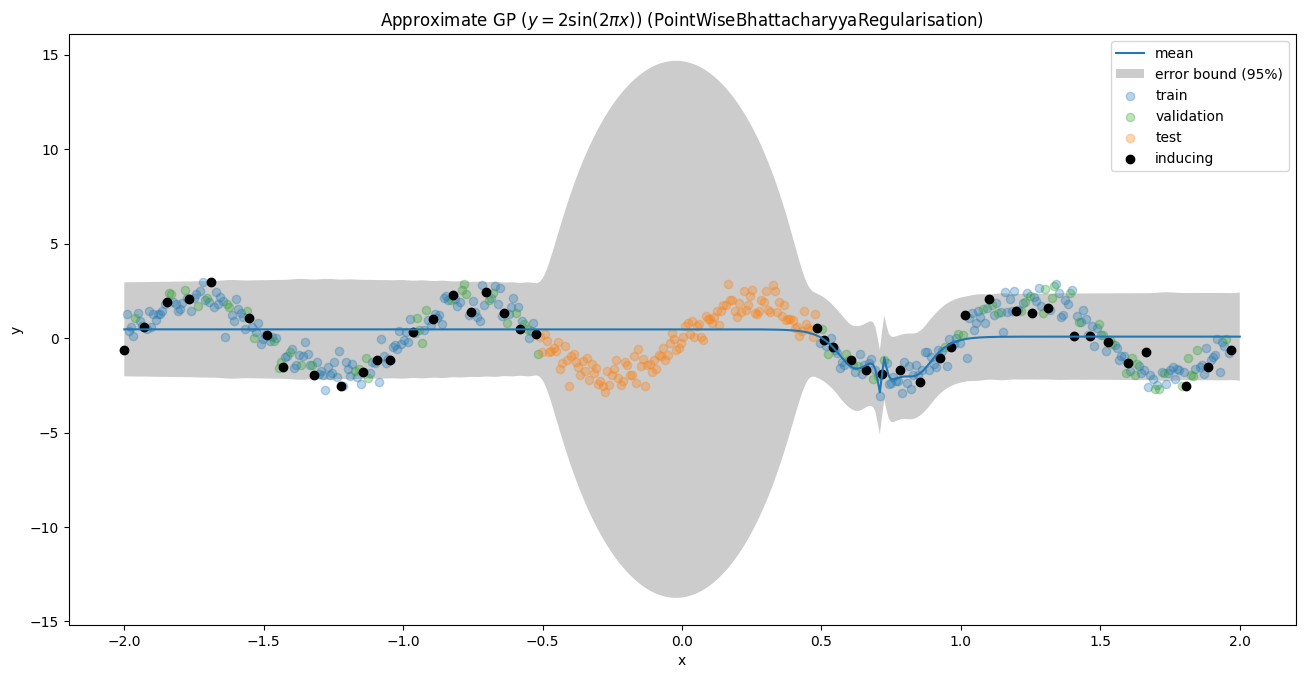 Approximate GP (y = 2sin(2πx)) (PointWiseBhattacharyyaRegularisation)
mean
error bound (95%)
train
validation
test
inducing
15
10
5
0
−5
−10
−15
y
−2.0 −1.5 −1.0 −0.5 0.0 0.5 1.0 1.5 2.0
x